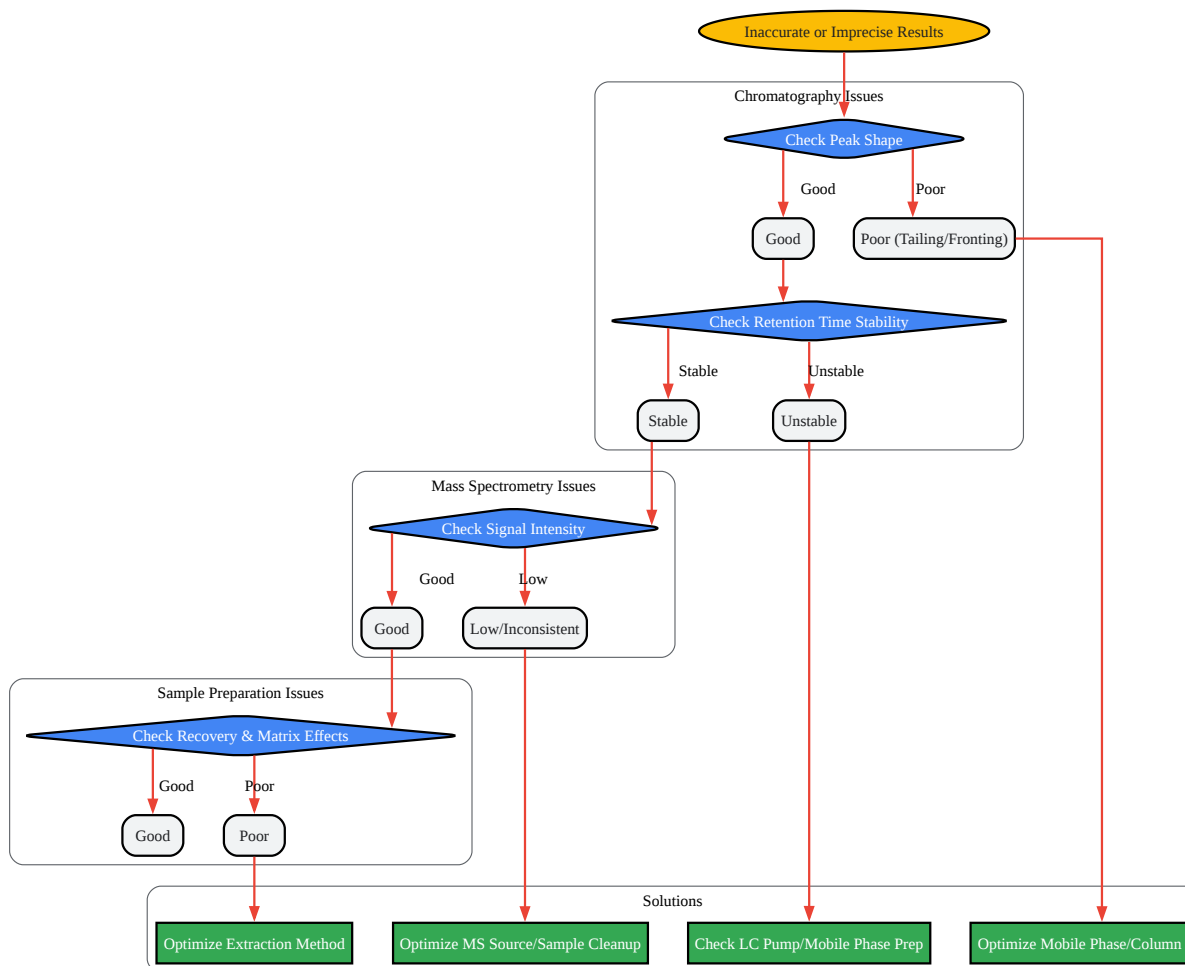 Inaccurate or Imprecise Results
Chromatography Issues
Check Peak Shape
Good
Poor
Good
Poor (Tailing/Fronting)
Check Retention Time Stability
Stable
Unstable
Stable
Unstable
Mass Spectrometry Issues
Check Signal Intensity
Good
Low
Good
Low/Inconsistent
Sample Preparation Issues
Check Recovery & Matrix Effects
Good
Poor
Good
Poor
Solutions
Optimize Extraction Method
Optimize MS Source/Sample Cleanup
Check LC Pump/Mobile Phase Prep
Optimize Mobile Phase/Column